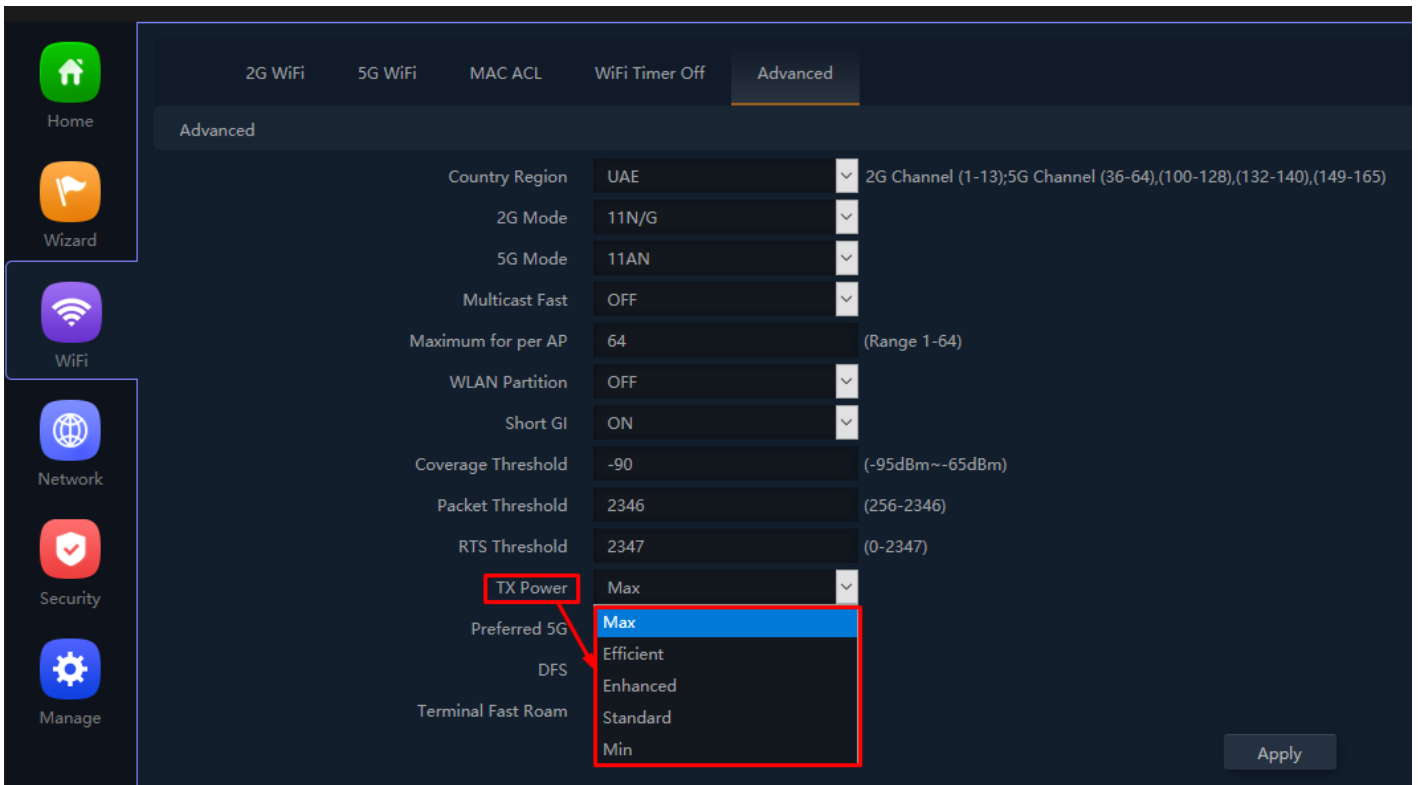 2G WiFi 5G WiFi MAC ACL WiFi Timer Off Advanced
Home
Advanced
Country Region UAE 2G Channel (1-13);5G Channel (36-64),(100-128),(132-140),(149-165)
2G Mode 11N/G
Wizard
5G Mode 11AN
Multicast Fast OFF
Maximum for per AP 64 (Range 1-64)
WiFi
WLAN Partition OFF
Short GI ON
Coverage Threshold -90 (-95dBm~-65dBm)
Network
Packet Threshold 2346 (256-2346)
RTS Threshold 2347 (0-2347)
TX Power Max
Security
Max
Preferred 5G
Efficient
DFS
Enhanced
Terminal Fast Roam
Standard
Manage
Min
Apply